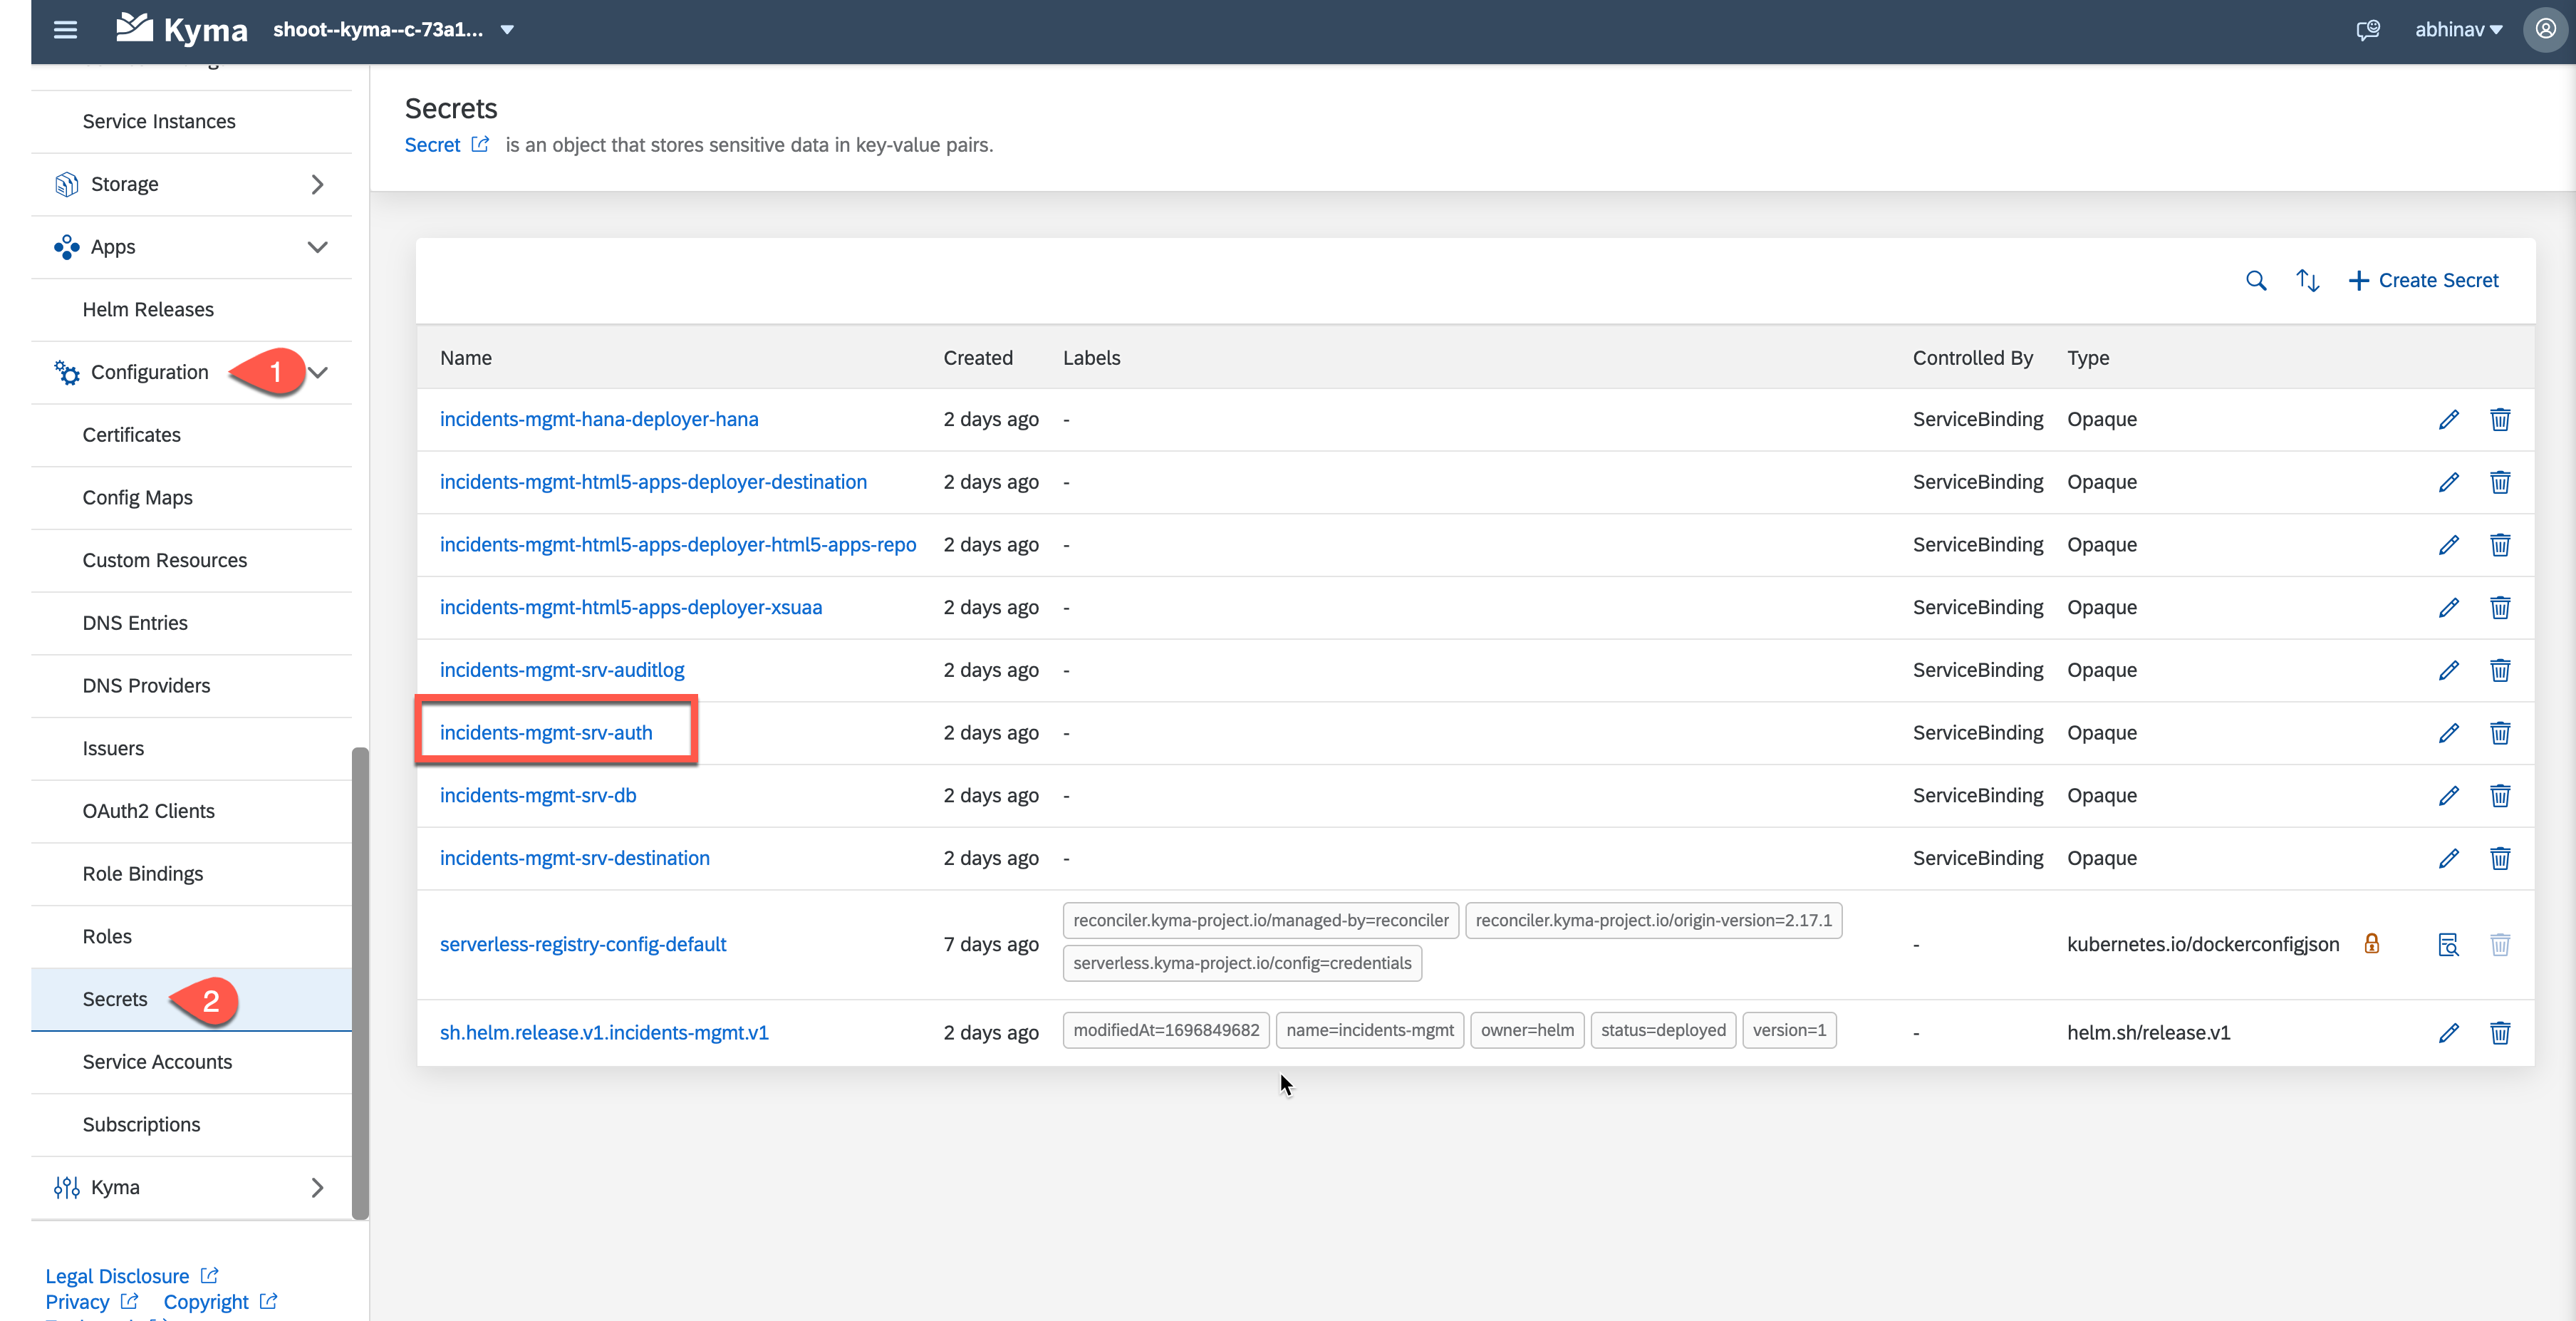 Kyma shoot--kyma--c-73a1... abhinav
Service Instances
Storage
Apps
Helm Releases
Configuration 1
Certificates
Config Maps
Custom Resources
DNS Entries
DNS Providers
Issuers
OAuth2 Clients
Role Bindings
Roles
Secrets 2
Service Accounts
Subscriptions
Kyma
Legal Disclosure
Privacy Copyright
Secrets
Secret is an object that stores sensitive data in key-value pairs.
Create Secret
Name Created Labels Controlled By Type
incidents-mgmt-hana-deployer-hana 2 days ago - ServiceBinding Opaque
incidents-mgmt-html5-apps-deployer-destination 2 days ago - ServiceBinding Opaque
incidents-mgmt-html5-apps-deployer-html5-apps-repo 2 days ago - ServiceBinding Opaque
incidents-mgmt-html5-apps-deployer-xsuaa 2 days ago - ServiceBinding Opaque
incidents-mgmt-srv-auditlog 2 days ago - ServiceBinding Opaque
incidents-mgmt-srv-auth 2 days ago - ServiceBinding Opaque
incidents-mgmt-srv-db 2 days ago - ServiceBinding Opaque
incidents-mgmt-srv-destination 2 days ago - ServiceBinding Opaque
reconciler.kyma-project.io/managed-by=reconciler reconciler.kyma-project.io/origin-version=2.17.1
serverless-registry-config-default 7 days ago - kubernetes.io/dockerconfigjson
serverless.kyma-project.io/config=credentials
sh.helm.release.v1.incidents-mgmt.v1 2 days ago modifiedAt=1696849682 name=incidents-mgmt owner=helm status=deployed version=1 - helm.sh/release.v1